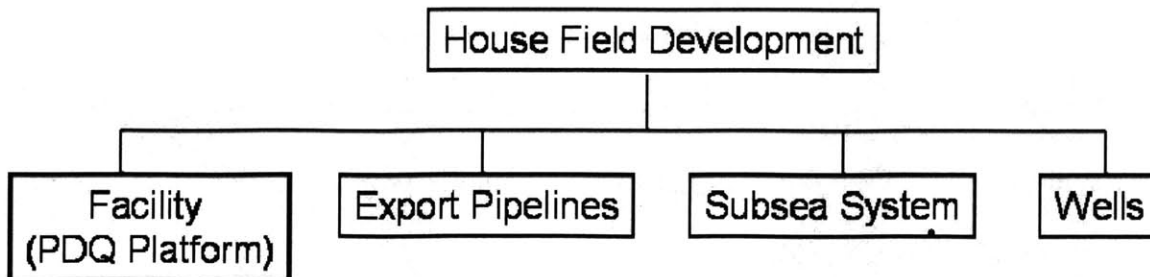 House Field Development
Facility
(PDQ Platform)
Export Pipelines
Subsea System
Wells